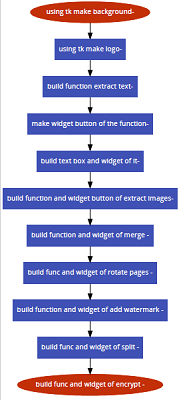 using tk make background-
using tk make logo-
build function extract text-
make widget button of the function-
build text box and widget of it-
build function and widget button of extract images-
build function and widget of merge -
build func and widget of rotate pages -
build function and widget of add watermark -
build func and widget of split -
build func and widget of encrypt -